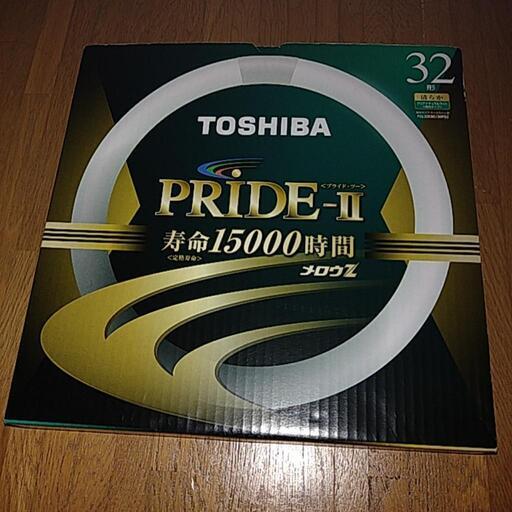 32
形
TOSHIBA
PRIDE-II
<プライド・ツー>
寿命15000時間
<定格寿命>
メロウZ